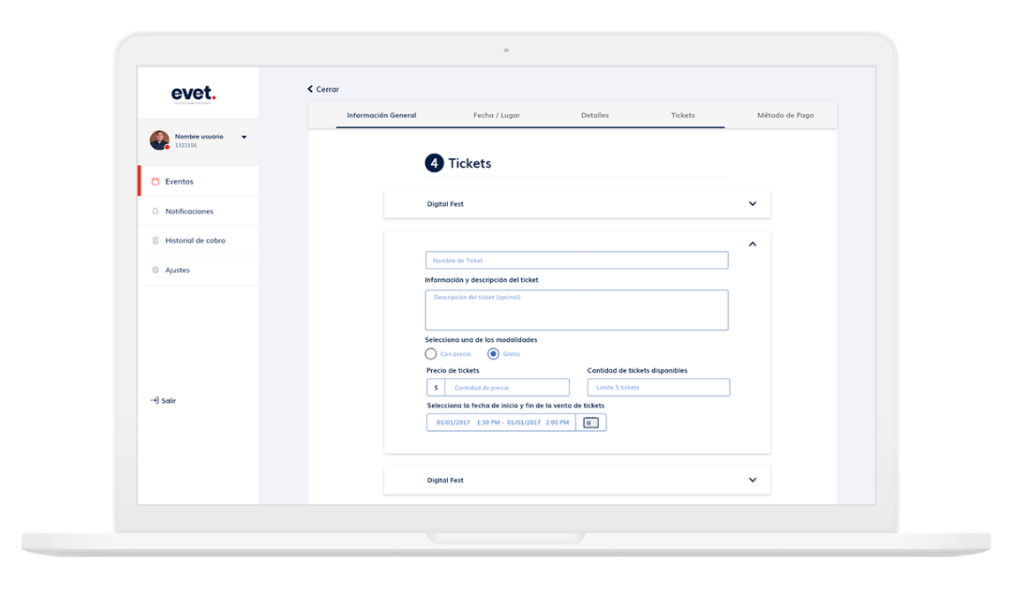 evet.
Nombre usuario
1322156
Eventos
Notificaciones
Historial de cobro
Ajustes
Salir
Cerrar
Información General
Fecha / Lugar
Detalles
Tickets
Método de Pago
4 Tickets
Digital Fest
Nombre de Ticket
Información y descripción del ticket
Descripción del ticket (opcinal)
Selecciona una de las modalidades
Con precio
Gratis
Precio de tickets
Cantidad de tickets disponibles
$
Cantidad de precio
Limite 5 tickets
Selecciona la fecha de inicio y fin de la venta de tickets
01/01/2017 1:30 PM - 01/01/2017 2:00 PM
Digital Fest